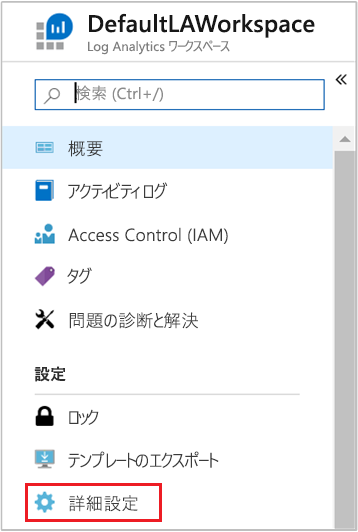 DefaultLAWorkspace
Log Analytics ワークスペース
検索 (Ctrl+/)
概要
アクティビティ ログ
Access Control (IAM)
タグ
問題の診断と解決
設定
ロック
テンプレートのエクスポート
詳細設定